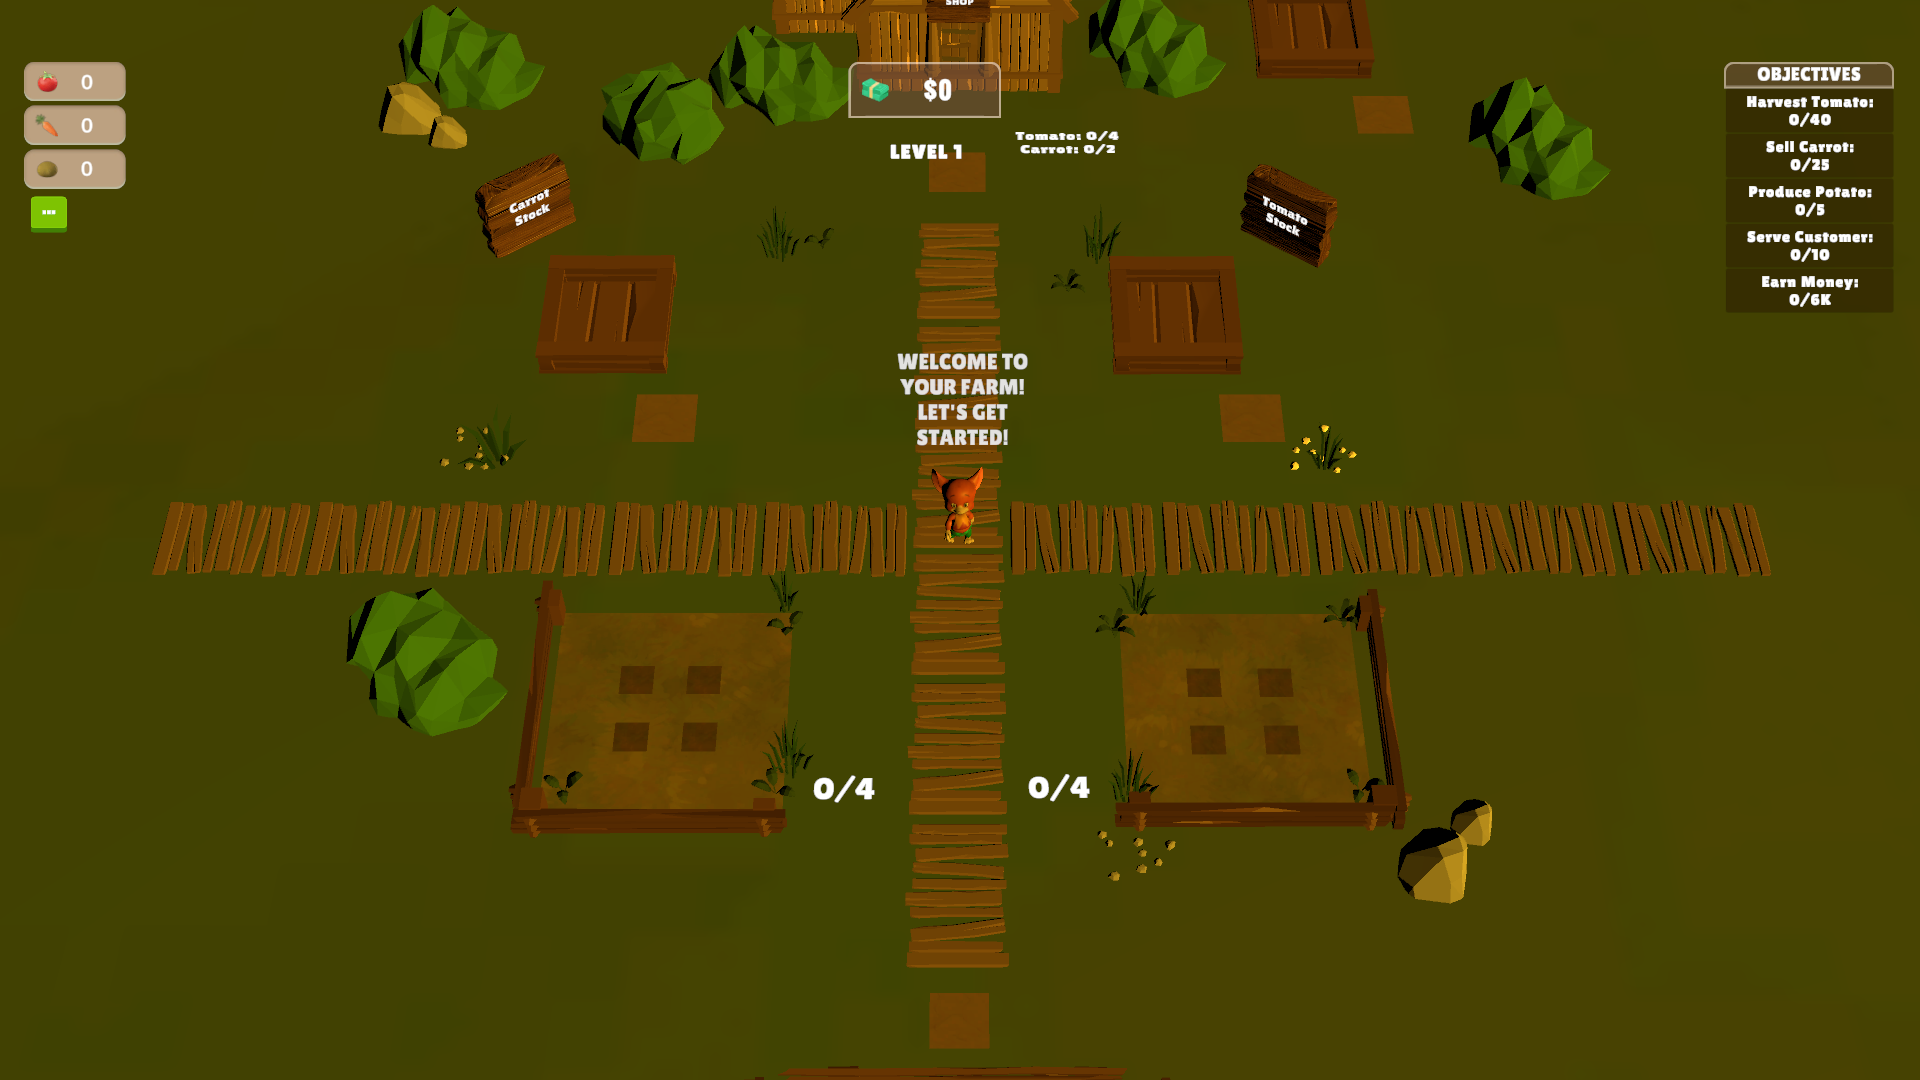 SHOP
0
0
0
$0
LEVEL 1
Tomato: 0/4
Carrot: 0/2
OBJECTIVES
Harvest Tomato:
0/40
Sell Carrot:
0/25
Produce Potato:
0/5
Serve Customer:
0/10
Earn Money:
0/6K
Carrot
Stock
Tomato
Stock
WELCOME TO
YOUR FARM!
LET'S GET
STARTED!
0/4
0/4